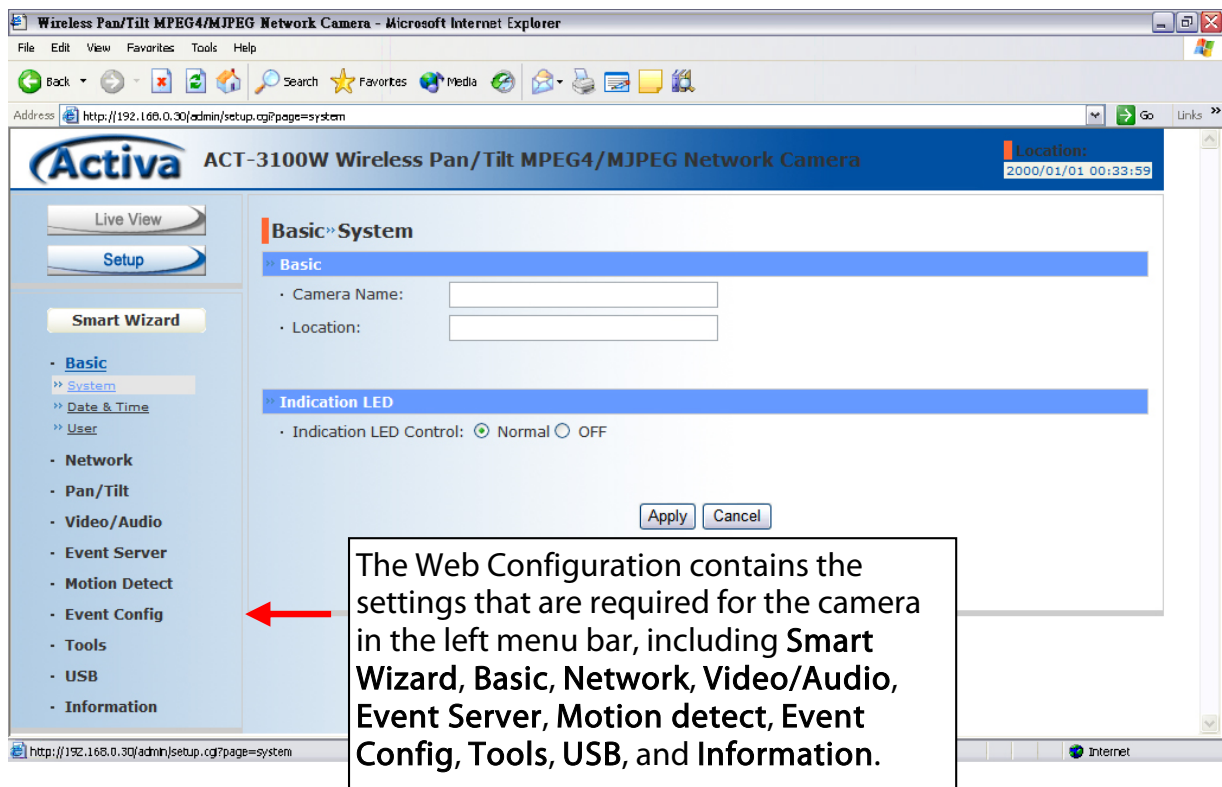 Wireless Pan/Tilt MPEG4/MJPEG Network Camera - Microsoft Internet Explorer
File Edit View Favorites Tools Help
Back Search Favorites Media
Address http://192.168.0.30/admin/setup.cgi?page=system Go Links »
Activa ACT-3100W Wireless Pan/Tilt MPEG4/MJPEG Network Camera Location:
2000/01/01 00:33:59
Live View
Setup
Smart Wizard
· Basic
» System
» Date & Time
» User
· Network
· Pan/Tilt
· Video/Audio
· Event Server
· Motion Detect
· Event Config
· Tools
· USB
· Information
Basic»System
» Basic
· Camera Name:
· Location:
» Indication LED
· Indication LED Control: Normal OFF
Apply Cancel
The Web Configuration contains the
settings that are required for the camera
in the left menu bar, including Smart
Wizard, Basic, Network, Video/Audio,
Event Server, Motion detect, Event
Config, Tools, USB, and Information.
http://192.168.0.30/admin/setup.cgi?page=system Internet